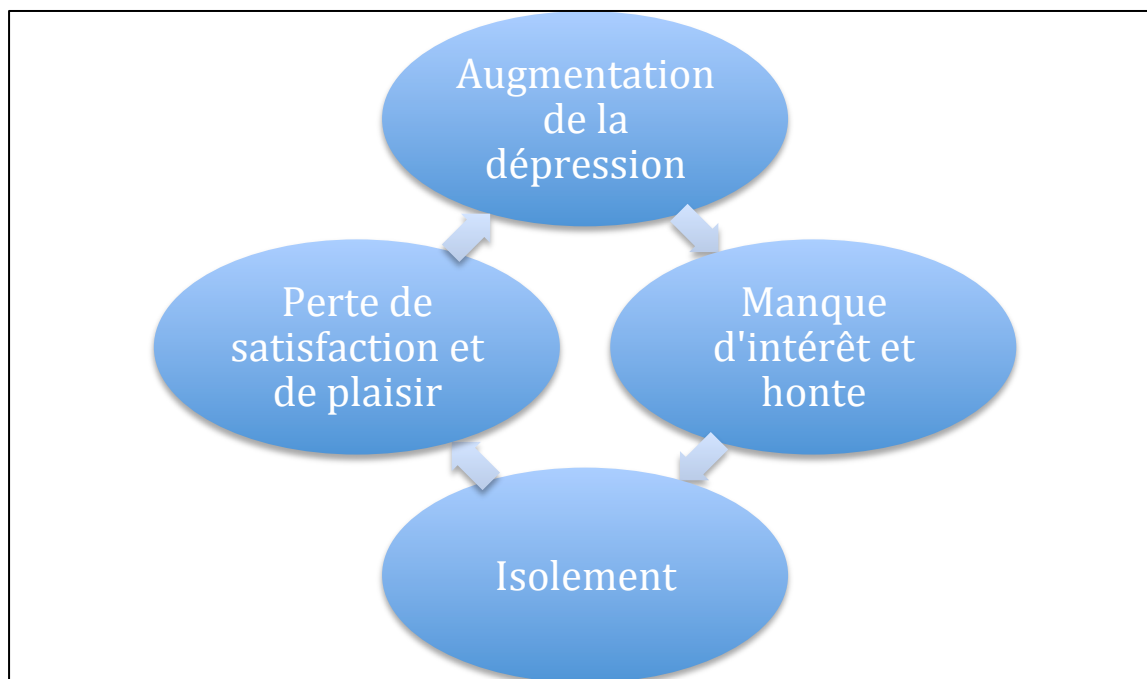 Augmentation
de la
dépression
Perte de
satisfaction et
de plaisir
Manque
d'intérêt et
honte
Isolement